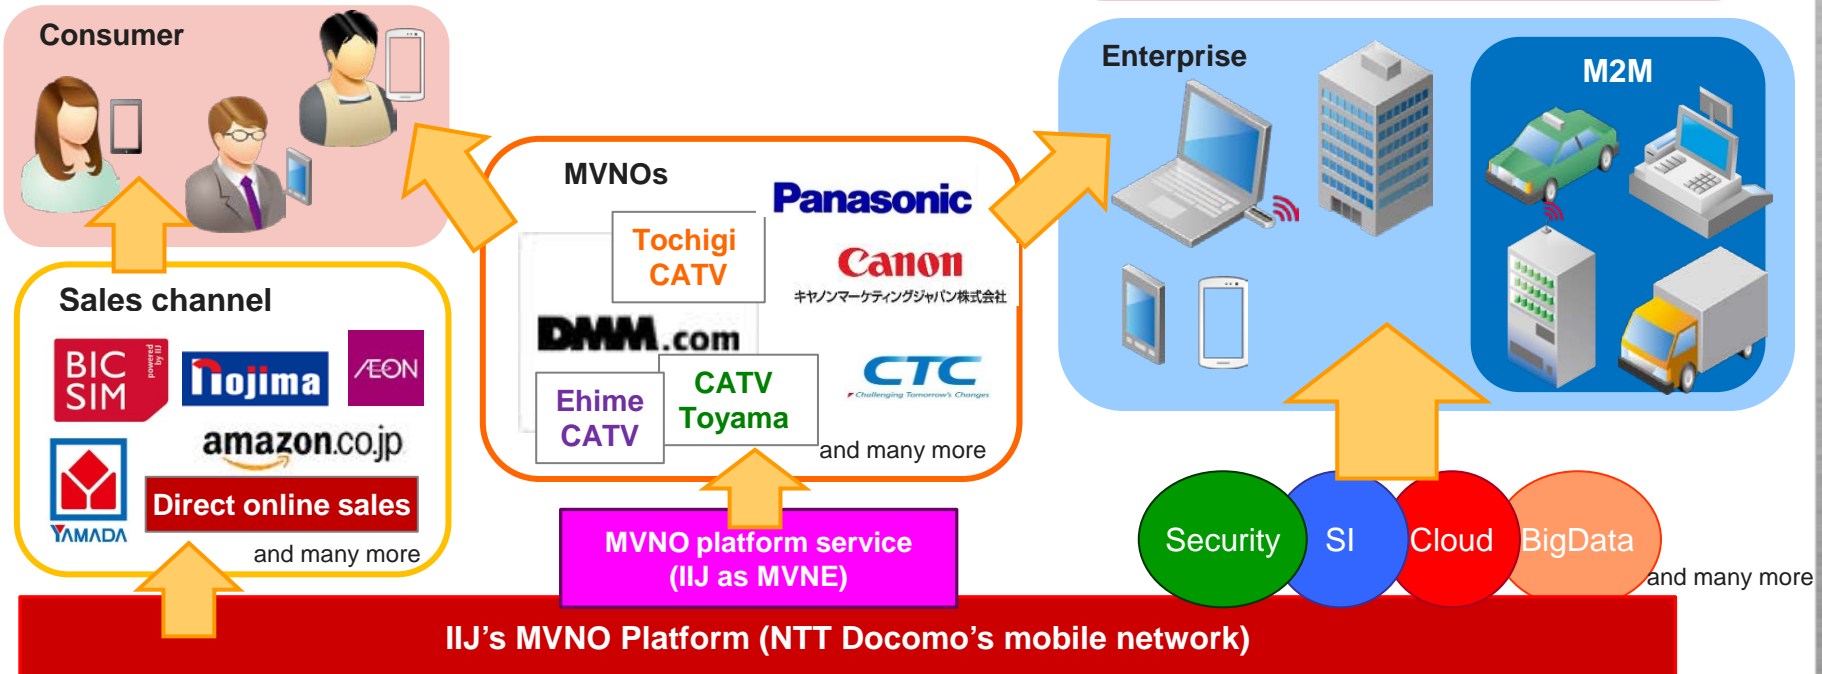 Consumer
Enterprise
M2M
MVNOs
Panasonic
Tochigi
CATV
Canon
キヤノンマーケティングジャパン株式会社
DMM.com
CTC
Challenging Tomorrow's Changes
Ehime
CATV
CATV
Toyama
and many more
Sales channel
BIC
SIM
powered
by IIJ
nojima
ÆON
amazon.co.jp
YAMADA
Direct online sales
and many more
MVNO platform service
(IIJ as MVNE)
Security
SI
Cloud
BigData
and many more
IIJ’s MVNO Platform (NTT Docomo’s mobile network)